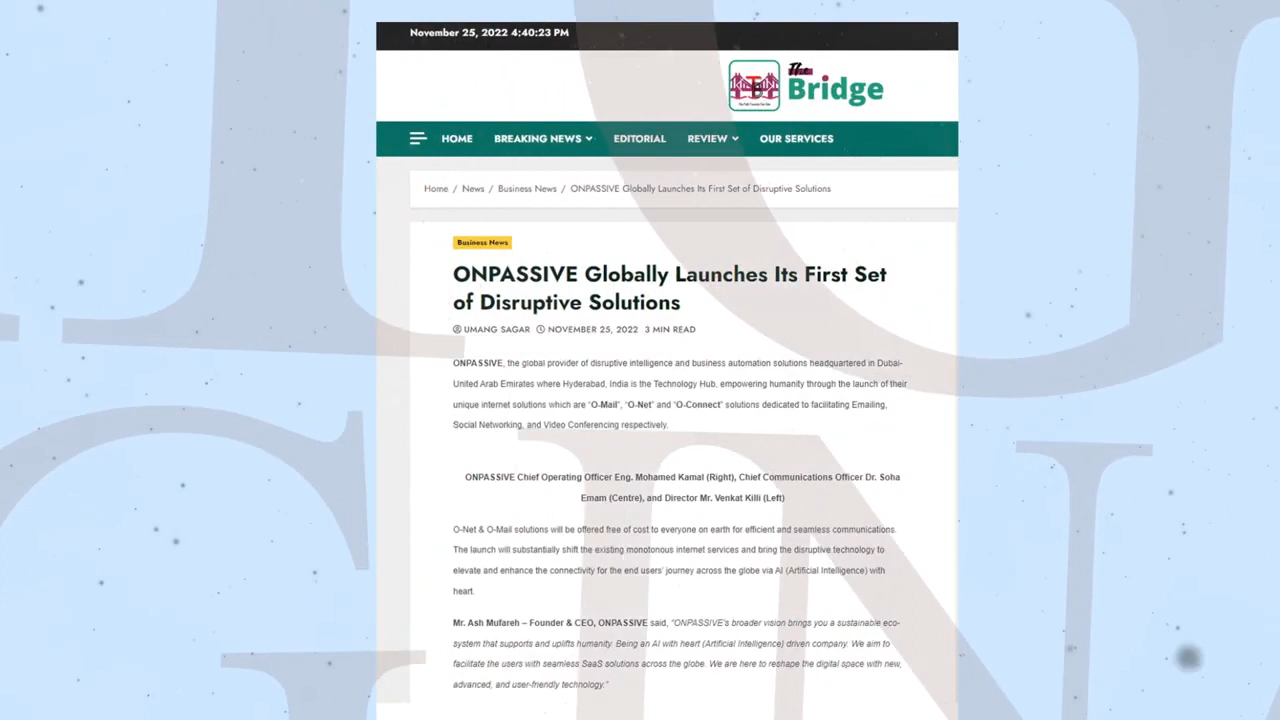 November 25, 2022 4:40:23 PM
The
Bridge
HOME BREAKING NEWS EDITORIAL REVIEW OUR SERVICES
Home / News / Business News / ONPASSIVE Globally Launches Its First Set of Disruptive Solutions
Business News
ONPASSIVE Globally Launches Its First Set
of Disruptive Solutions
UMANG SAGAR NOVEMBER 25, 2022 3 MIN READ
ONPASSIVE, the global provider of disruptive intelligence and business automation solutions headquartered in Dubai-
United Arab Emirates where Hyderabad, India is the Technology Hub, empowering humanity through the launch of their
unique internet solutions which are “O-Mail”, “O-Net” and “O-Connect” solutions dedicated to facilitating Emailing,
Social Networking, and Video Conferencing respectively.
ONPASSIVE Chief Operating Officer Eng. Mohamed Kamal (Right), Chief Communications Officer Dr. Soha
Emam (Centre), and Director Mr. Venkat Killi (Left)
O-Net & O-Mail solutions will be offered free of cost to everyone on earth for efficient and seamless communications.
The launch will substantially shift the existing monotonous internet services and bring the disruptive technology to
elevate and enhance the connectivity for the end users’ journey across the globe via AI (Artificial Intelligence) with
heart.
Mr. Ash Mufareh – Founder & CEO, ONPASSIVE said, “ONPASSIVE’s broader vision brings you a sustainable eco-
system that supports and uplifts humanity. Being an AI with heart (Artificial Intelligence) driven company. We aim to
facilitate the users with seamless SaaS solutions across the globe. We are here to reshape the digital space with new,
advanced, and user-friendly technology.”